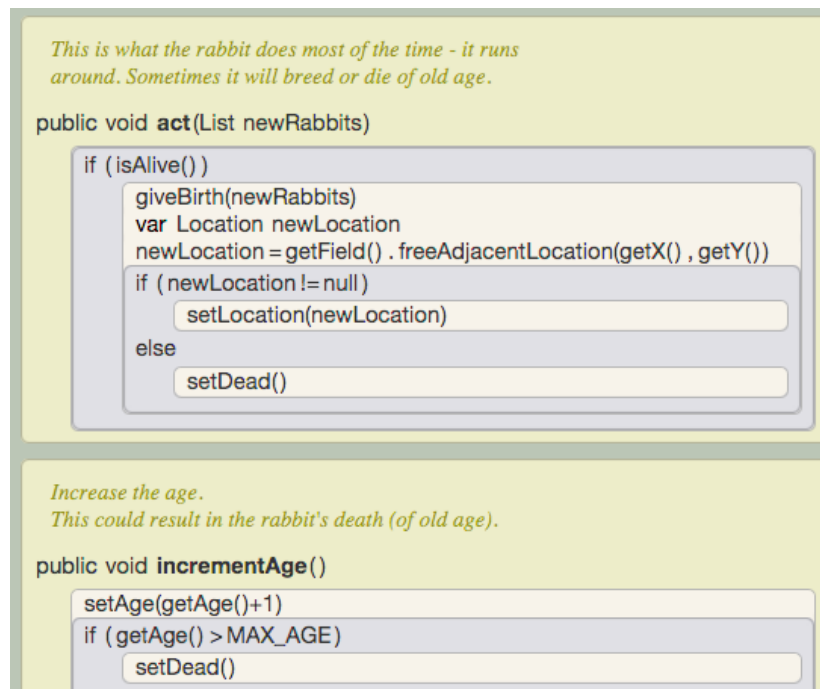 This is what the rabbit does most of the time - it runs
around. Sometimes it will breed or die of old age.
public void act(List newRabbits)
if (isAlive())
giveBirth(newRabbits)
var Location newLocation
newLocation = getField() . freeAdjacentLocation(getX() , getY())
if (newLocation != null)
setLocation(newLocation)
else
setDead()
Increase the age.
This could result in the rabbit's death (of old age).
public void incrementAge()
setAge(getAge()+1)
if (getAge() > MAX_AGE)
setDead()